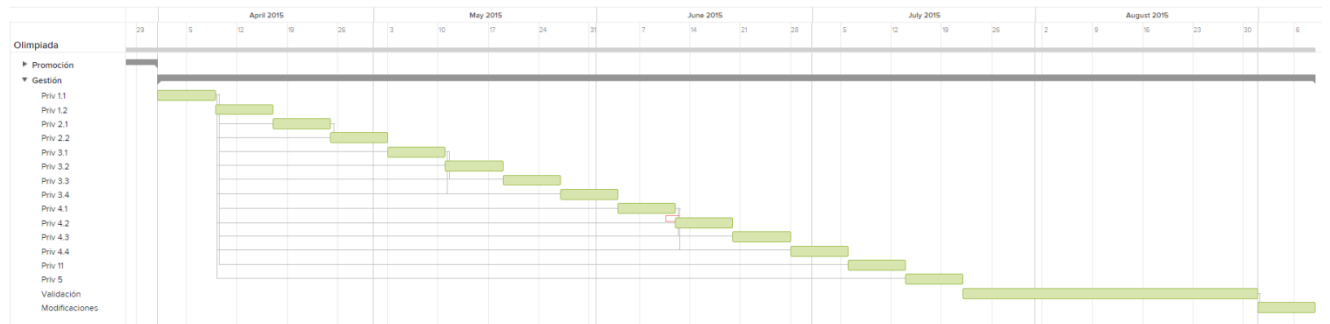 April 2015 May 2015 June 2015 July 2015 August 2015
29 5 12 19 26 3 10 17 24 31 7 14 21 28 5 12 19 26 2 9 16 23 30 6
Olimpiada
Promoción
Gestión
Priv 1.1
Priv 1.2
Priv 2.1
Priv 2.2
Priv 3.1
Priv 3.2
Priv 3.3
Priv 3.4
Priv 4.1
Priv 4.2
Priv 4.3
Priv 4.4
Priv 11
Priv 5
Validación
Modificaciones